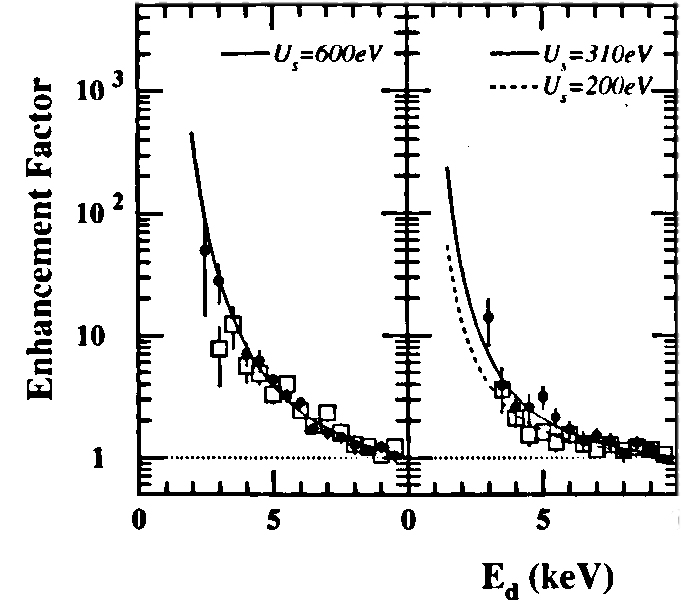 U_s=600eV
U_s=310eV
U_s=200eV
Enhancement Factor
10^3
10^2
10
1
0 5 0 5
E_d (keV)